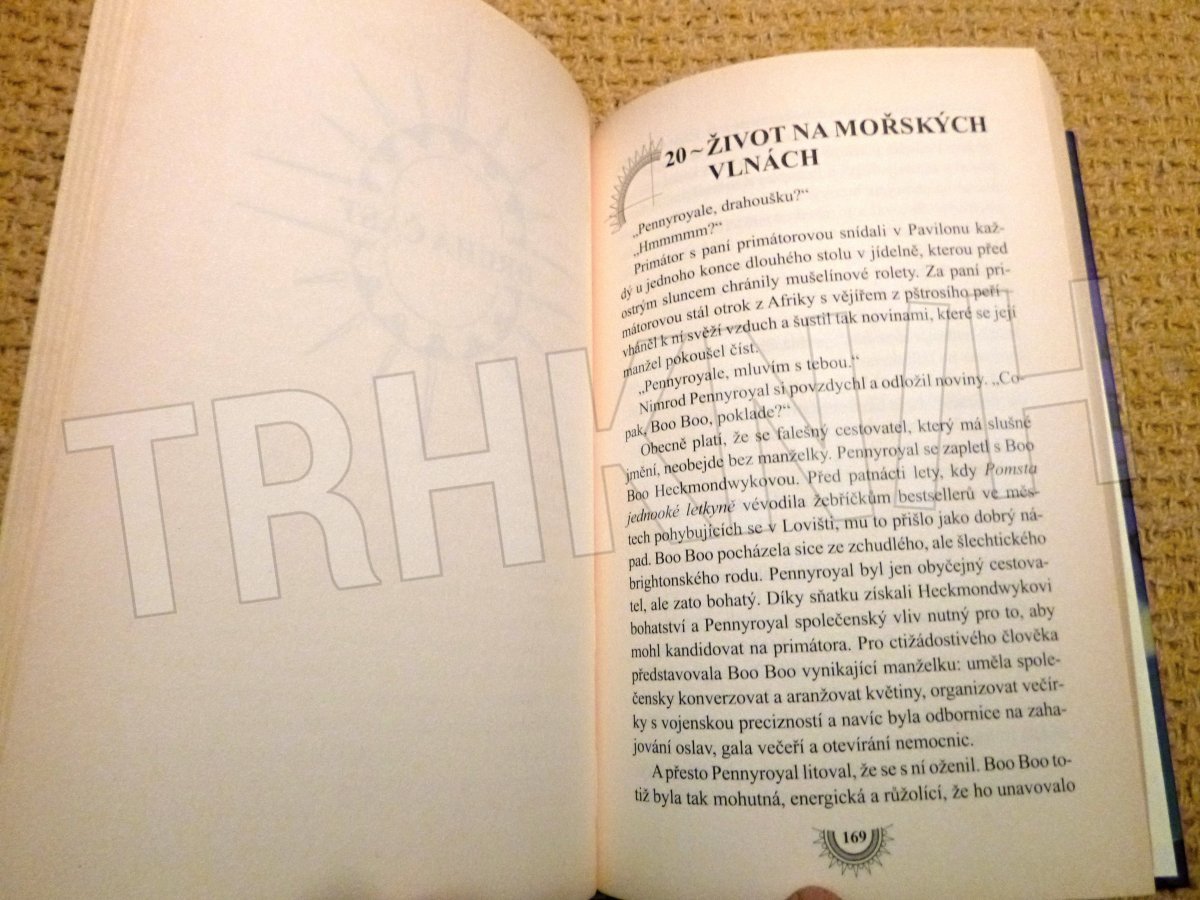 20 ~ ŽIVOT NA MOŘSKÝCH
VLNÁCH
„Pennyroyale, drahoušku?“
„Hmmmmm?“
Primátor s paní primátorovou snídali v Pavilonu kaž-
dý u jednoho konce dlouhého stolu v jídelně, kterou před
ostrým sluncem chránily mušelínové rolety. Za paní pri-
mátorovou stál otrok z Afriky s vějířem z pštrosího peří
vháněl k ní svěží vzduch a šustil tak novinami, které se její
manžel pokoušel číst.
„Pennyroyale, mluvím s tebou.“
Nimrod Pennyroyal si povzdychl a odložil noviny. „Co-
pak, Boo Boo, poklade?“
Obecně platí, že se falešný cestovatel, který má slušné
jmění, neobejde bez manželky. Pennyroyal se zapletl s Boo
Boo Heckmondwykovou. Před patnácti lety, kdy Pomsta
jednooké letkyně vévodila žebříčkům bestsellerů ve měs-
tech pohybujících se v Lovišti, mu to přišlo jako dobrý ná-
pad. Boo Boo pocházela sice ze zchudlého, ale šlechtického
brightonského rodu. Pennyroyal byl jen obyčejný cestova-
tel, ale zato bohatý. Díky sňatku získali Heckmondwykovi
bohatství a Pennyroyal společenský vliv nutný pro to, aby
mohl kandidovat na primátora. Pro ctižádostivého člověka
představovala Boo Boo vynikající manželku: uměla spole-
čensky konverzovat a aranžovat květiny, organizovat večír-
ky s vojenskou precizností a navíc byla odbornice na zaha-
jování oslav, gala večeří a otevírání nemocnic.
A přesto Pennyroyal litoval, že se s ní oženil. Boo Boo to-
tiž byla tak mohutná, energická a růžolící, že ho unavovalo
169
TRHKNIH